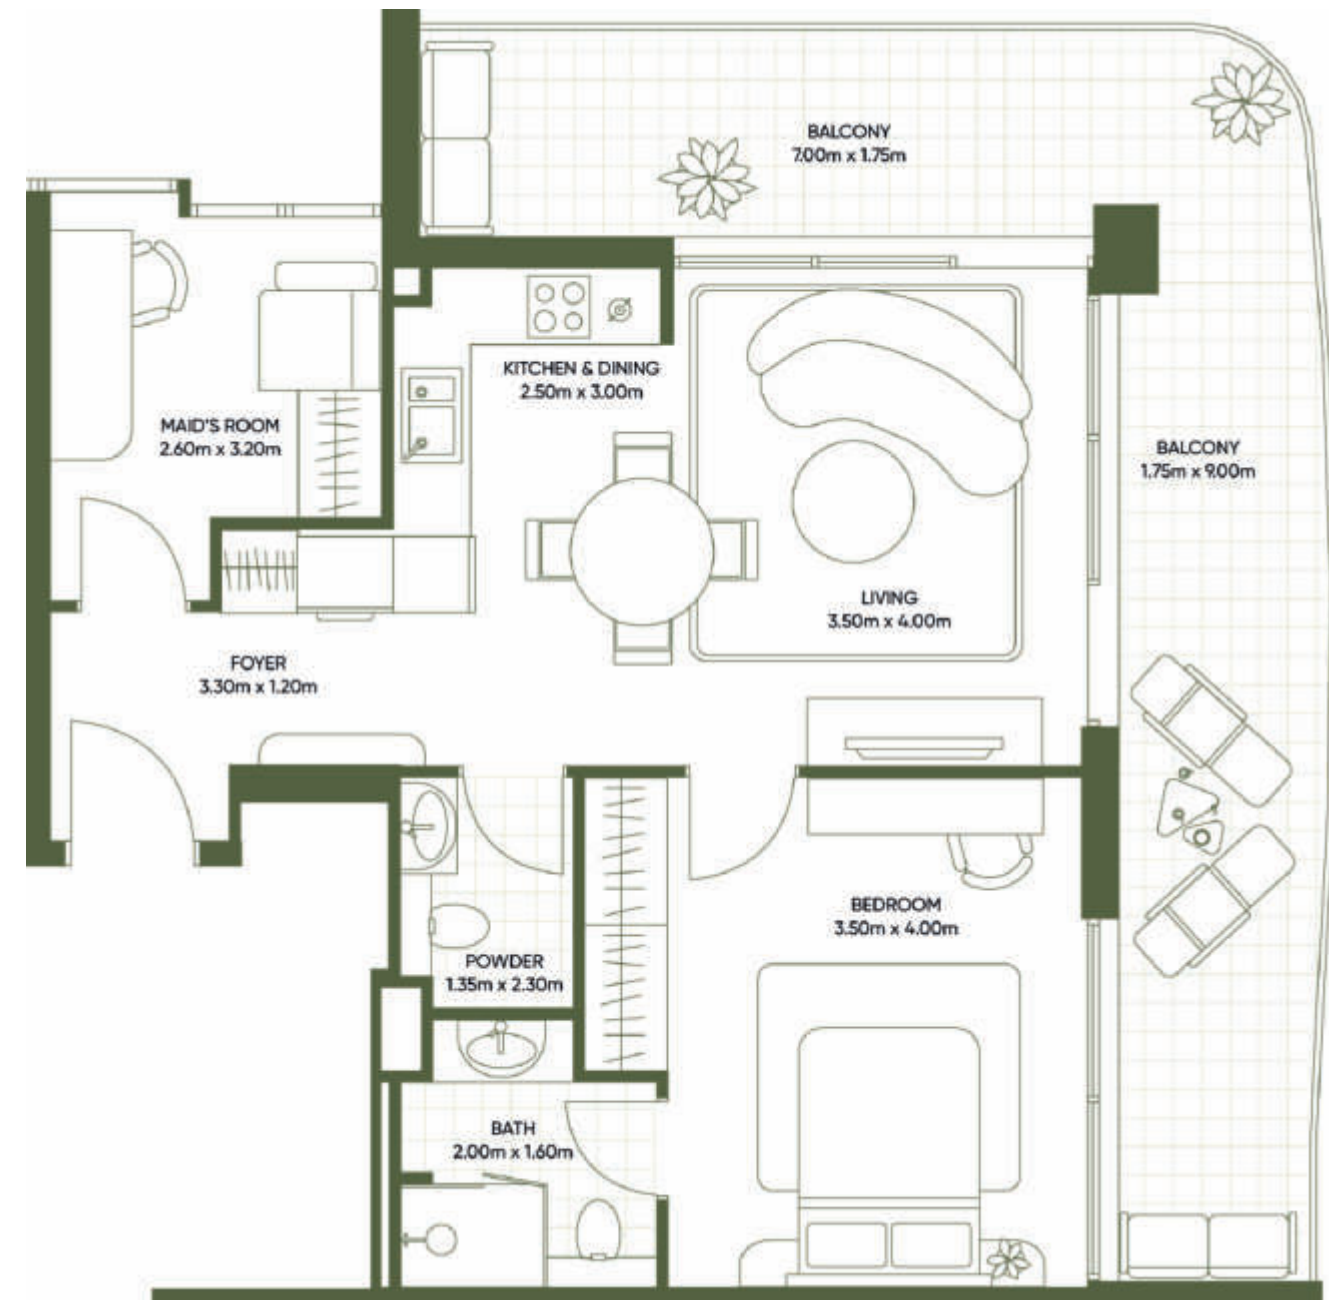 BALCONY
7.00m x 1.75m
KITCHEN & DINING
2.50m x 3.00m
MAID'S ROOM
2.60m x 3.20m
BALCONY
1.75m x 9.00m
LIVING
3.50m x 4.00m
FOYER
3.30m x 1.20m
BEDROOM
3.50m x 4.00m
POWDER
1.35m x 2.30m
BATH
2.00m x 1.60m